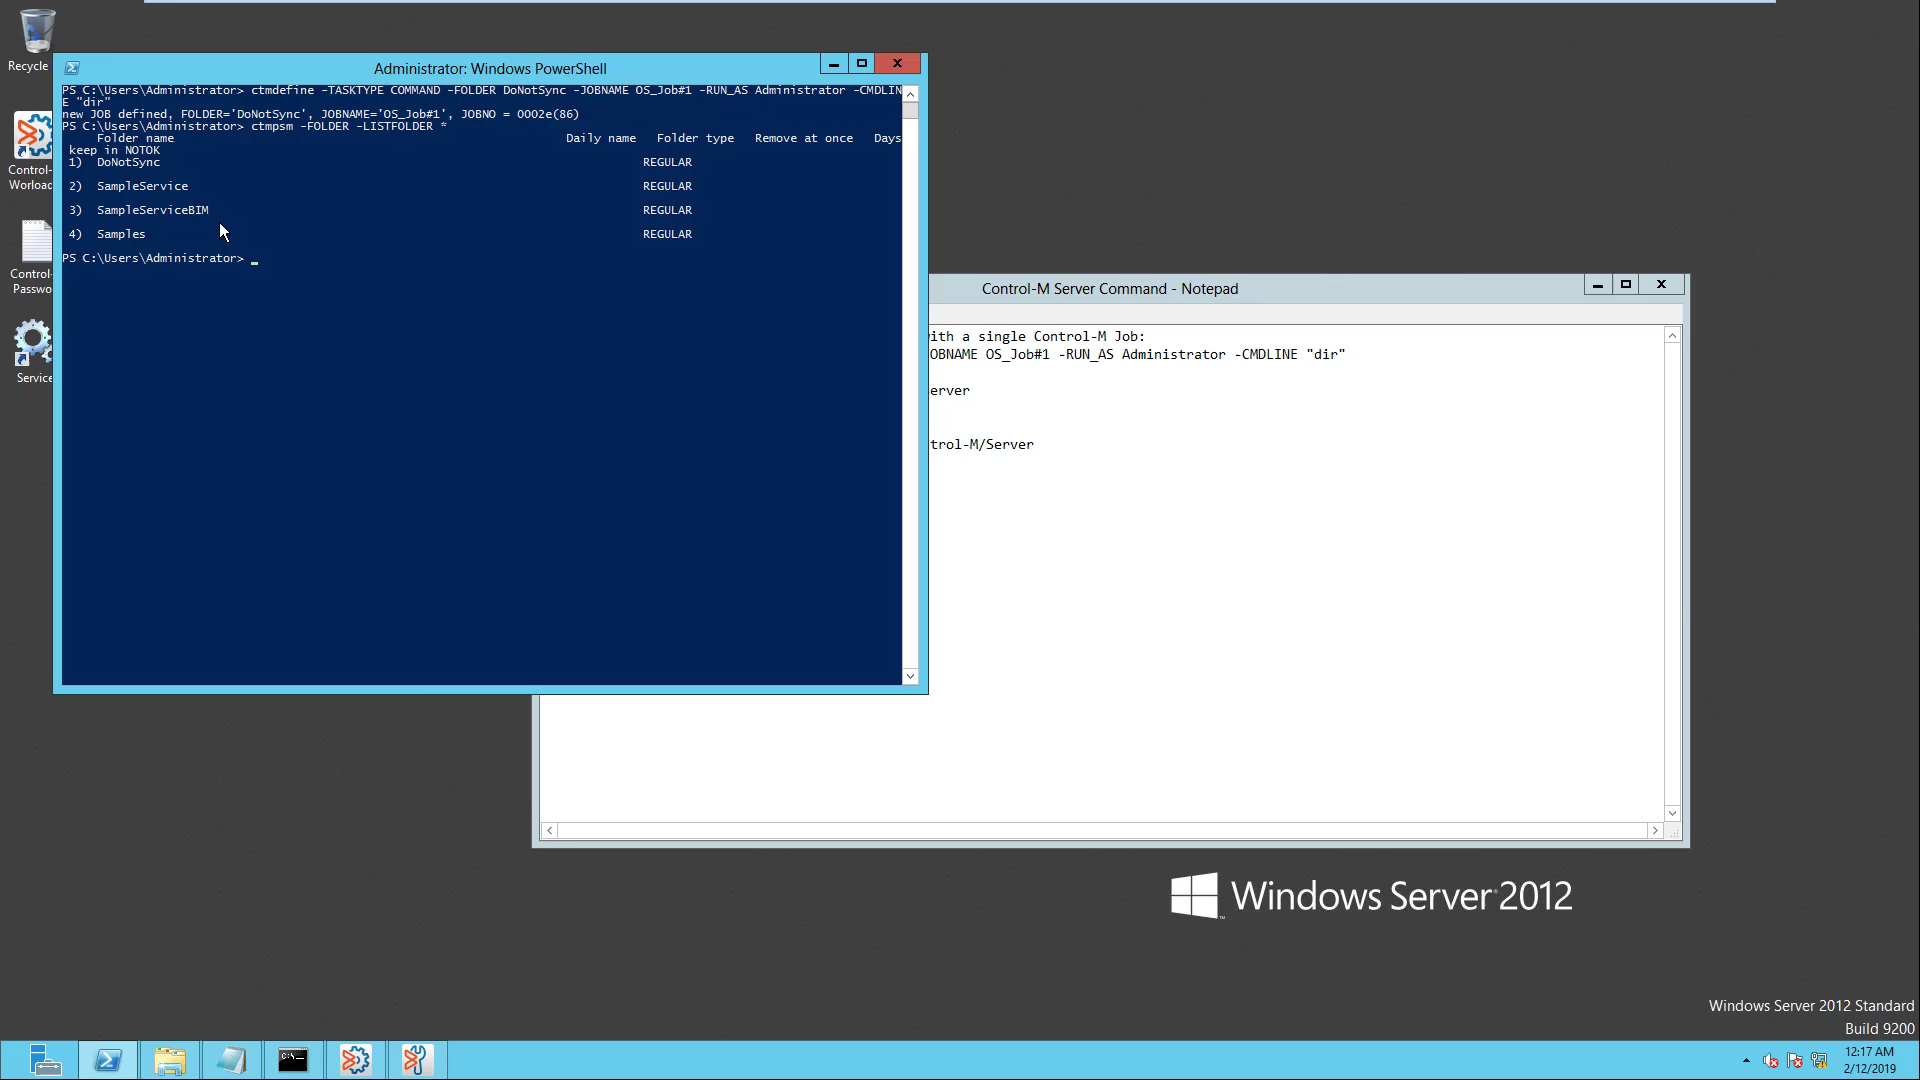 Recycle
Control-
Worload
Control-
Passwo
Service
Administrator: Windows PowerShell
PS C:\Users\Administrator> ctmdefine -TASKTYPE COMMAND -FOLDER DoNotSync -JOBNAME OS_Job#1 -RUN_AS Administrator -CMDLIN
E "dir"
new JOB defined, FOLDER='DoNotSync', JOBNAME='OS_Job#1', JOBNO = 0002e(86)
PS C:\Users\Administrator> ctmpsm -FOLDER -LISTFOLDER *
Folder name Daily name Folder type Remove at once Days
keep in NOTOK
1) DoNotSync REGULAR
2) SampleService REGULAR
3) SampleServiceBIM REGULAR
4) Samples REGULAR
PS C:\Users\Administrator>
Control-M Server Command - Notepad
with a single Control-M Job:
OBNAME OS_Job#1 -RUN_AS Administrator -CMDLINE "dir"
erver
trol-M/Server
Windows Server 2012
Windows Server 2012 Standard
Build 9200
C:\_
12:17 AM
2/12/2019